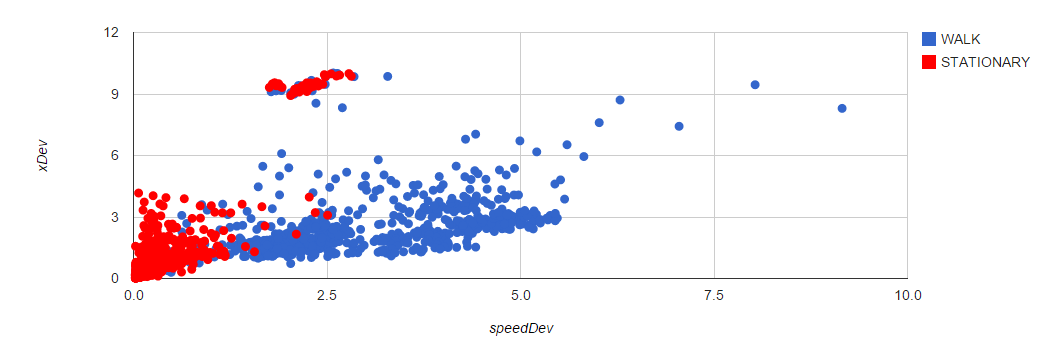 12
WALK
STATIONARY
9
xDev
6
3
0
0.0 2.5 5.0 7.5 10.0
speedDev